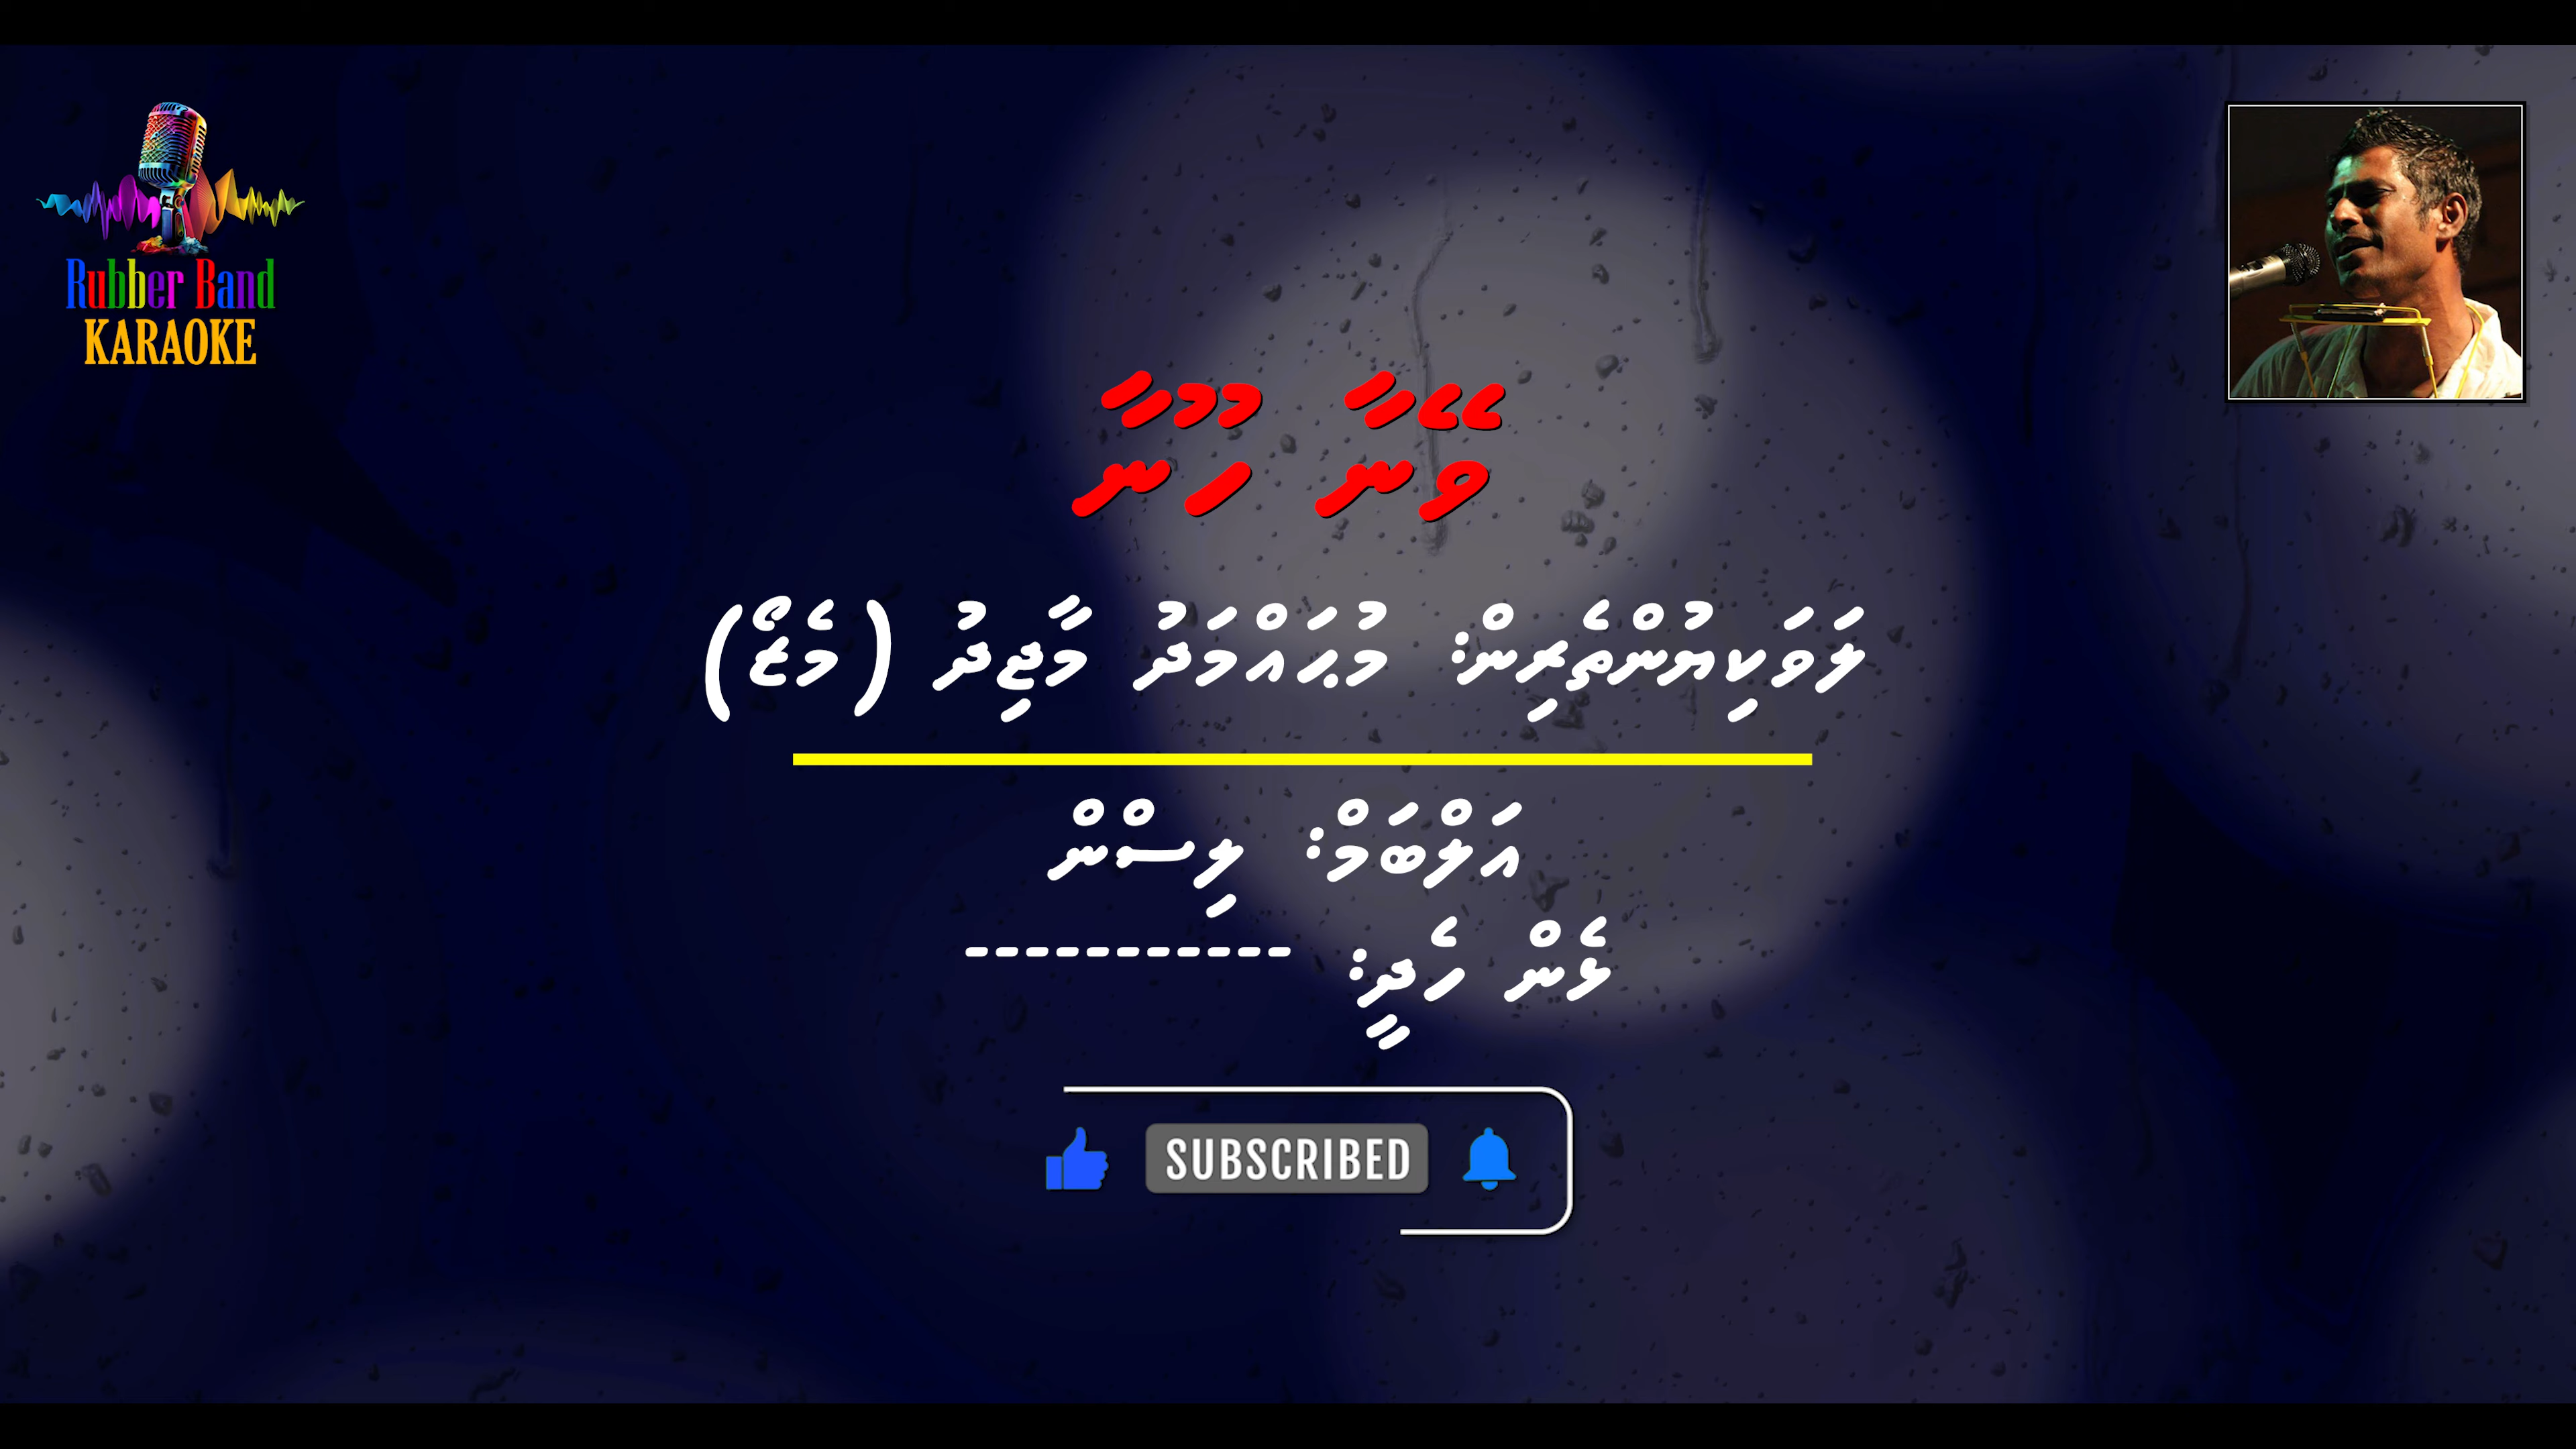 Rubber Band
KARAOKE
ވޭނާ ހޫނާ
ލަވަކިޔުންތެރިން: މުޙައްމަދު މާޖިދު (މެޒޯ)
އަލްބަމް: ލިސްން
ޅެން ހެދީ: -----------
SUBSCRIBED